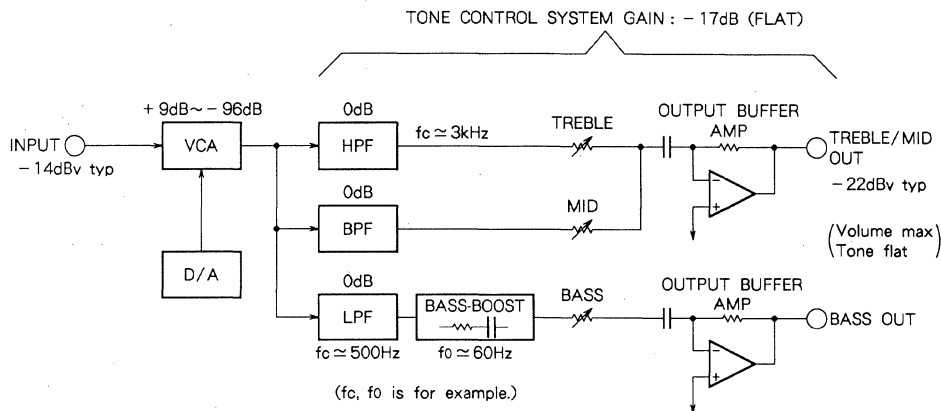 TONE CONTROL SYSTEM GAIN : - 17dB (FLAT)
+ 9dB~ - 96dB
0dB
OUTPUT BUFFER
AMP
INPUT
VCA
HPF
fc ≃ 3kHz
TREBLE
TREBLE/MID
OUT
- 14dBv typ
- 22dBv typ
0dB
BPF
MID
(Volume max
Tone flat)
D/A
0dB
LPF
BASS-BOOST
BASS
OUTPUT BUFFER
AMP
BASS OUT
fc ≃ 500Hz
f0 ≃ 60Hz
(fc, f0 is for example.)
- +
- +